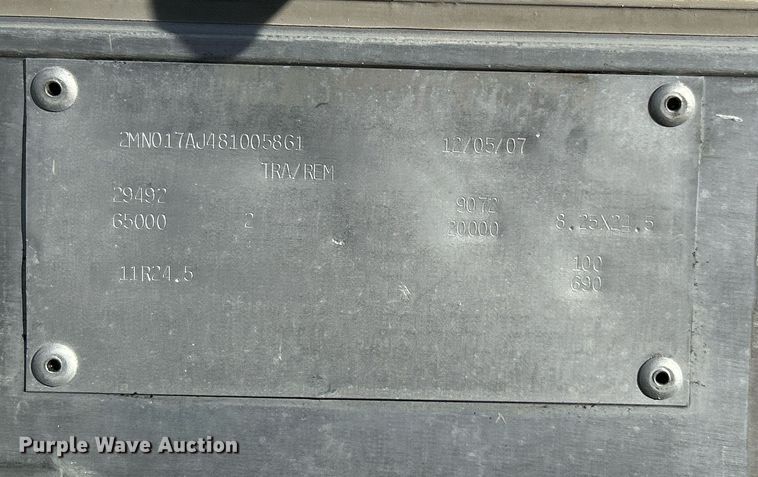 2MN017AJ481005861 12/05/07
TRA/REM
29492 9072
65000 2 20000 8.25X24.5
11R24.5 100
690
Purple Wave Auction